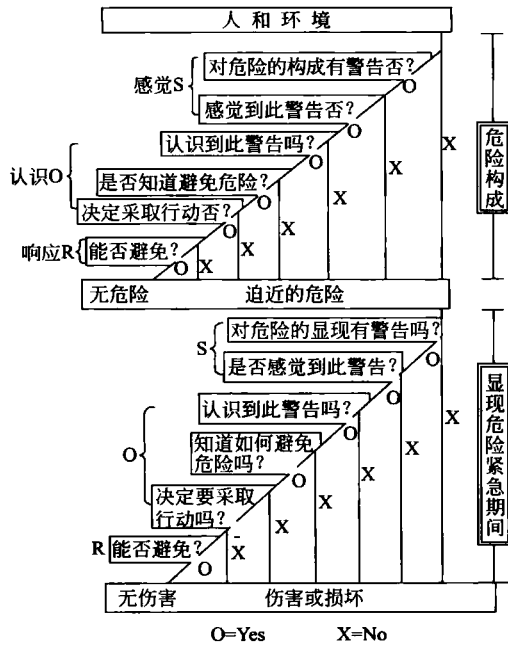 人和环境
对危险的构成有警告否?
O
感觉S
感觉到此警告否?
O
认识到此警告吗?
O
X
认识O
是否知道避免危险?
O
X
X
决定采取行动否?
O
X
响应R
能否避免?
X
X
O
X
危险构成
无危险 迫近的危险
对危险的显现有警告吗?
S
O
是否感觉到此警告?
O
认识到此警告吗?
O
X
知道如何避免
危险吗?
O
X
O
X
决定要采取
行动吗?
O
X
X
R 能否避免?
X
O
显现危险紧急期间
无伤害 伤害或损坏
O=Yes X=No